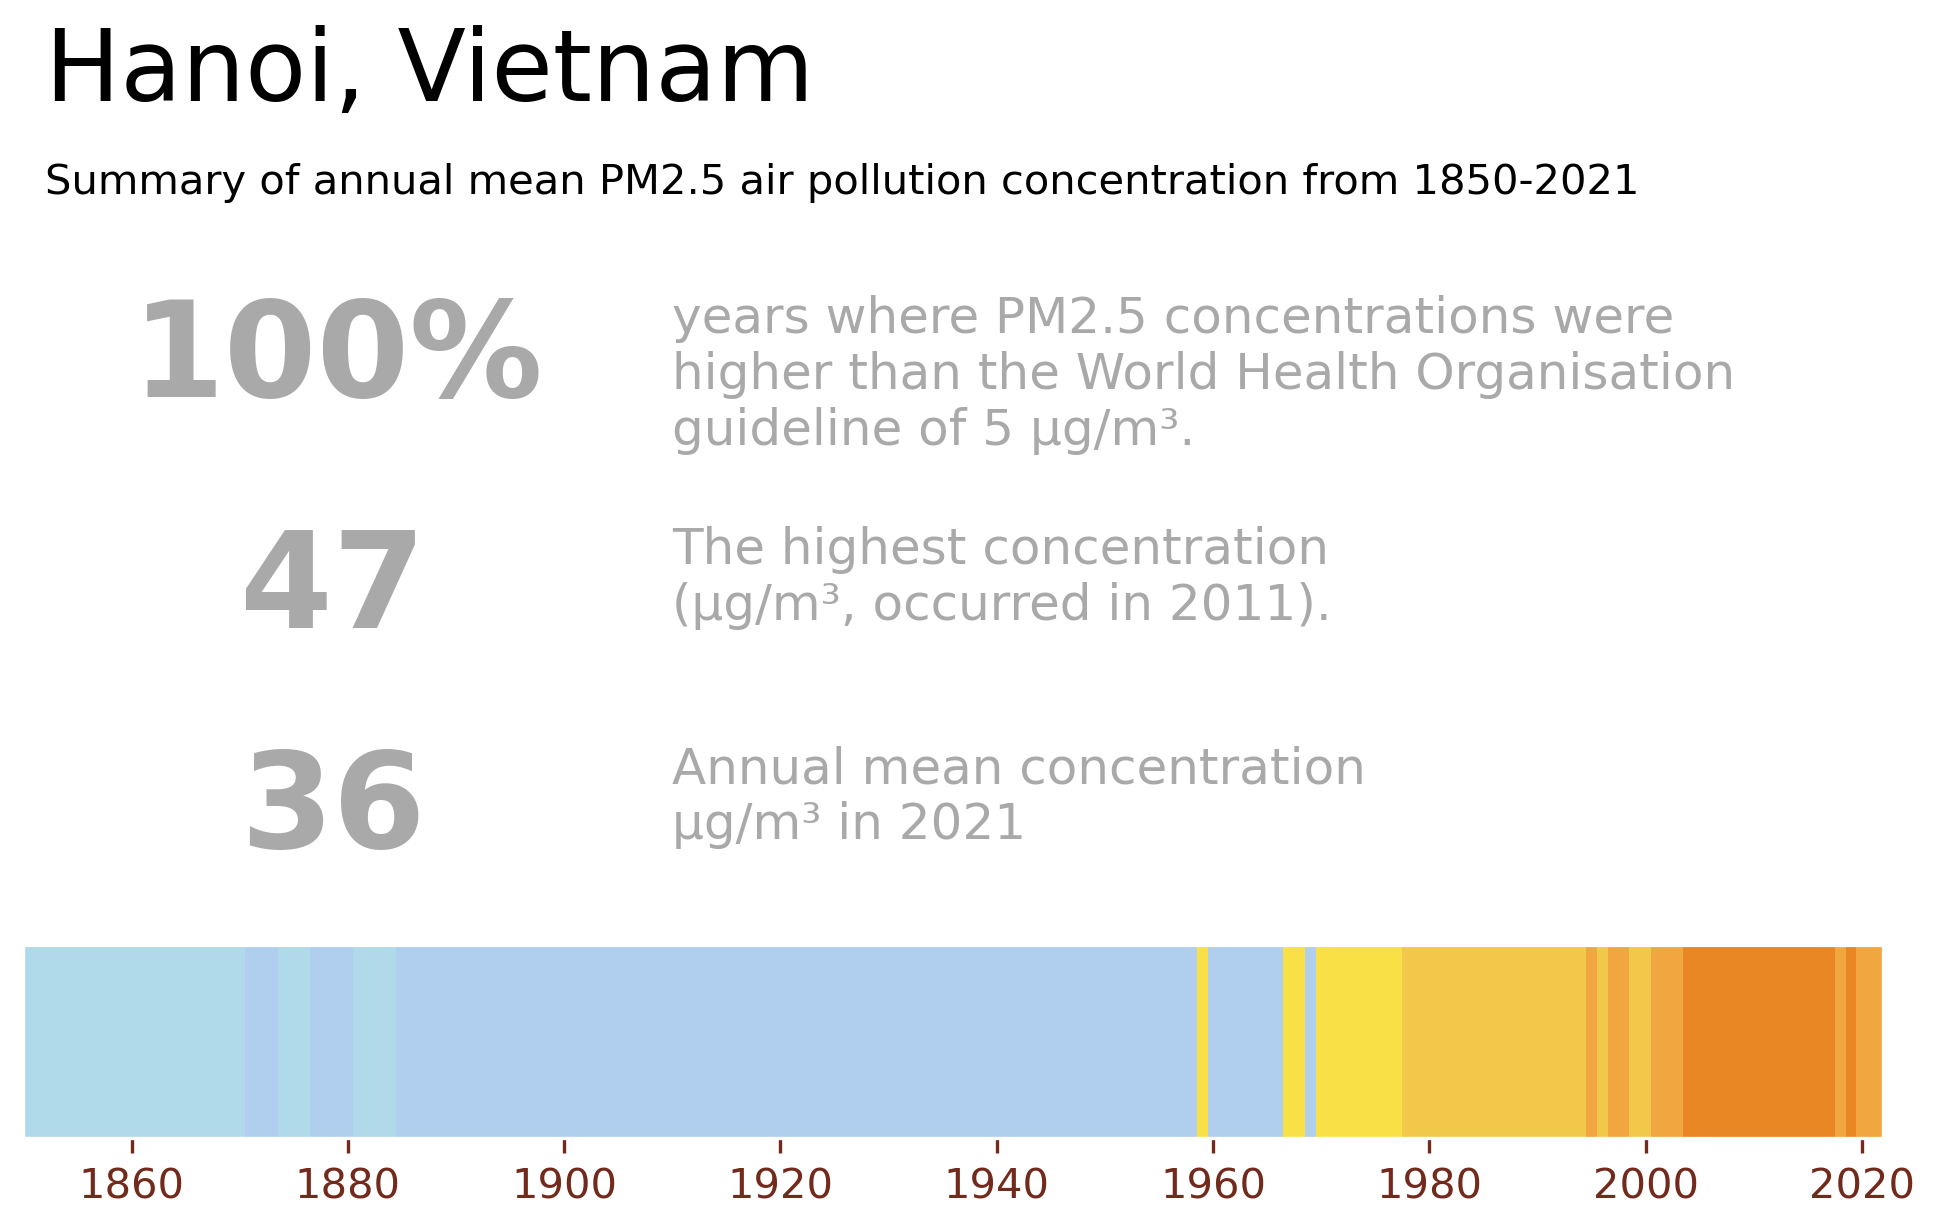 Hanoi, Vietnam
Summary of annual mean PM2.5 air pollution concentration from 1850-2021
100%
years where PM2.5 concentrations were
higher than the World Health Organisation
guideline of 5 µg/m³.
47
The highest concentration
(µg/m³, occurred in 2011).
36
Annual mean concentration
µg/m³ in 2021
1860 1880 1900 1920 1940 1960 1980 2000 2020